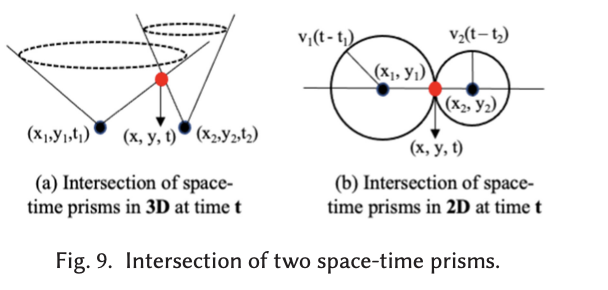 (x₁,y₁,t₁)
(x, y, t)
(x₂,y₂,t₂)
(a) Intersection of space-
time prisms in 3D at time t
v₁(t - t₁)
v₂(t – t₂)
(x₁, y₁)
(x₂, y₂)
(x, y, t)
(b) Intersection of space-
time prisms in 2D at time t
Fig. 9. Intersection of two space-time prisms.